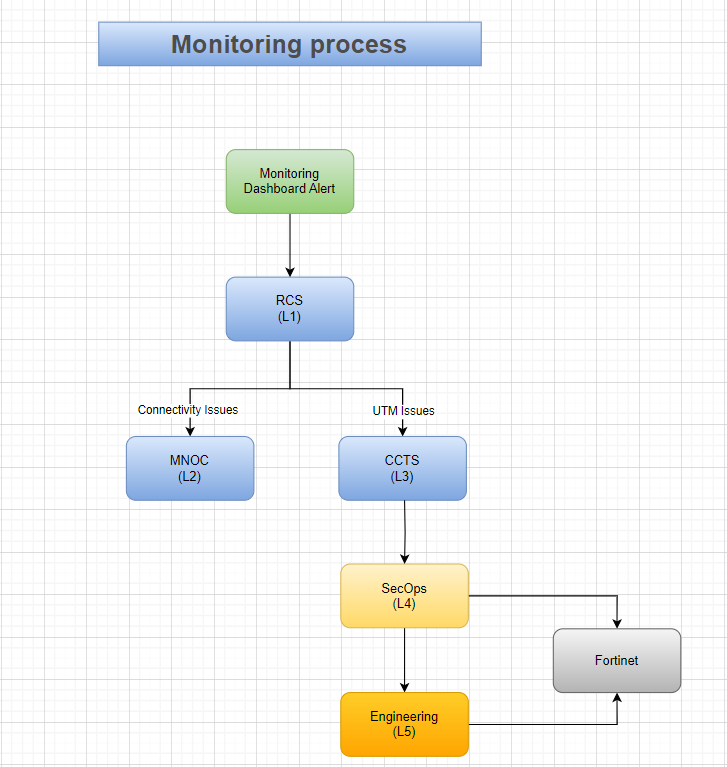 Monitoring process
Monitoring
Dashboard Alert
RCS
(L1)
Connectivity Issues
UTM Issues
MNOC
(L2)
CCTS
(L3)
SecOps
(L4)
Fortinet
Engineering
(L5)